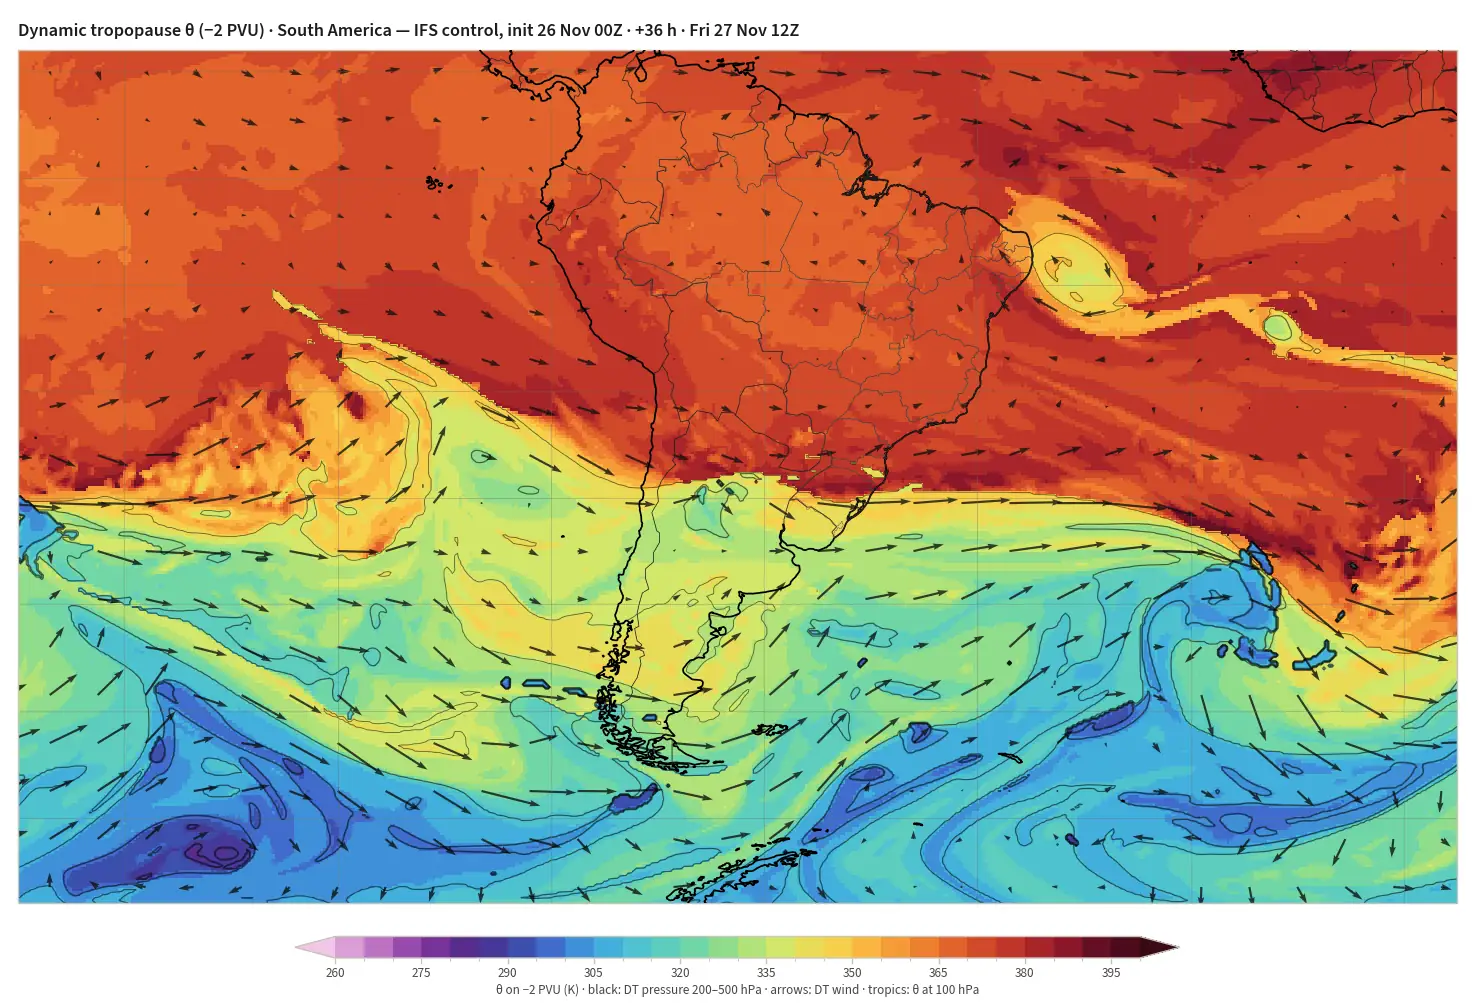 Dynamic tropopause θ (−2 PVU) · South America — IFS control, init 26 Nov 00Z · +36 h · Fri 27 Nov 12Z
260 275 290 305 320 335 350 365 380 395
θ on −2 PVU (K) · black: DT pressure 200–500 hPa · arrows: DT wind · tropics: θ at 100 hPa